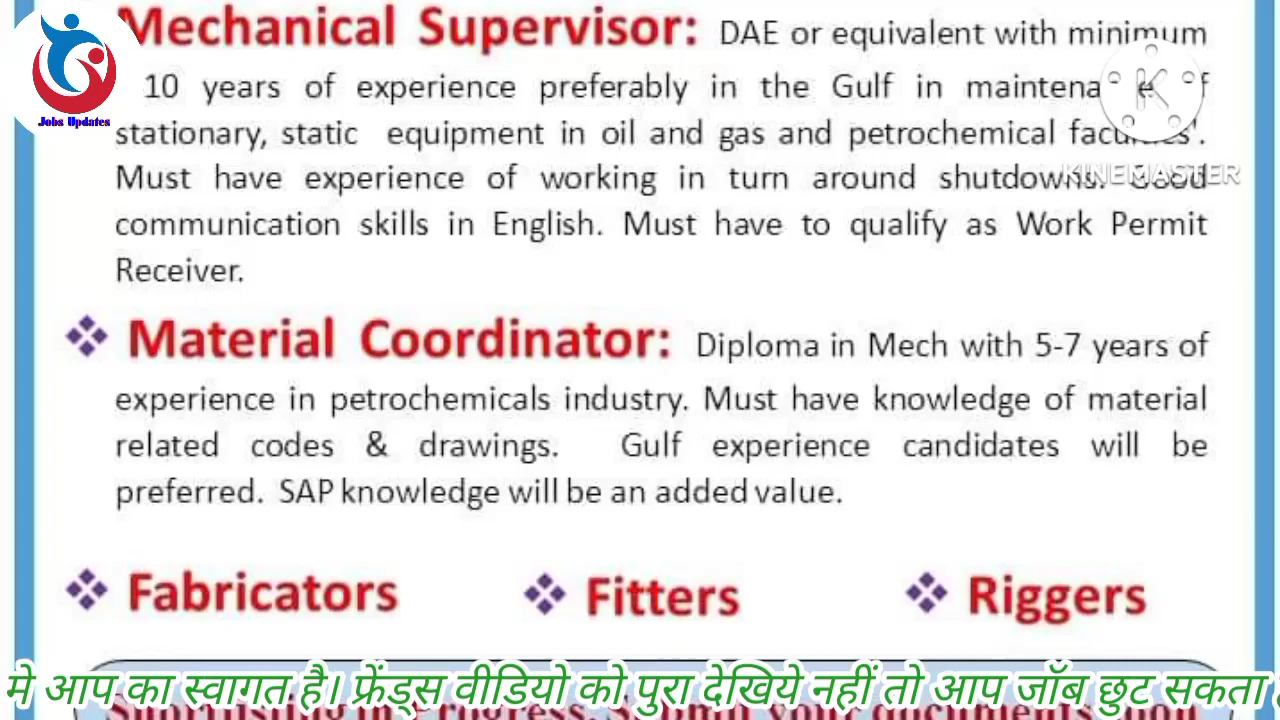 Mechanical Supervisor: DAE or equivalent with minimum
10 years of experience preferably in the Gulf in
stationary, static equipment in oil and gas and petrochemical
Must have experience of working in turn around shutdowns. Good
communication skills in English. Must have to qualify as Work Permit
Receiver.
Material Coordinator: Diploma in Mech with 5-7 years of
experience in petrochemicals industry. Must have knowledge of material
related codes & drawings. Gulf experience candidates will be
preferred. SAP knowledge will be an added value.
Fabricators Fitters Riggers
मे आप का स्वागत है। फ्रेंड्स वीडियो को पुरा देखिये नहीं तो आप जॉब छुट सकता
Jobs Updates
K
KINEMASTER